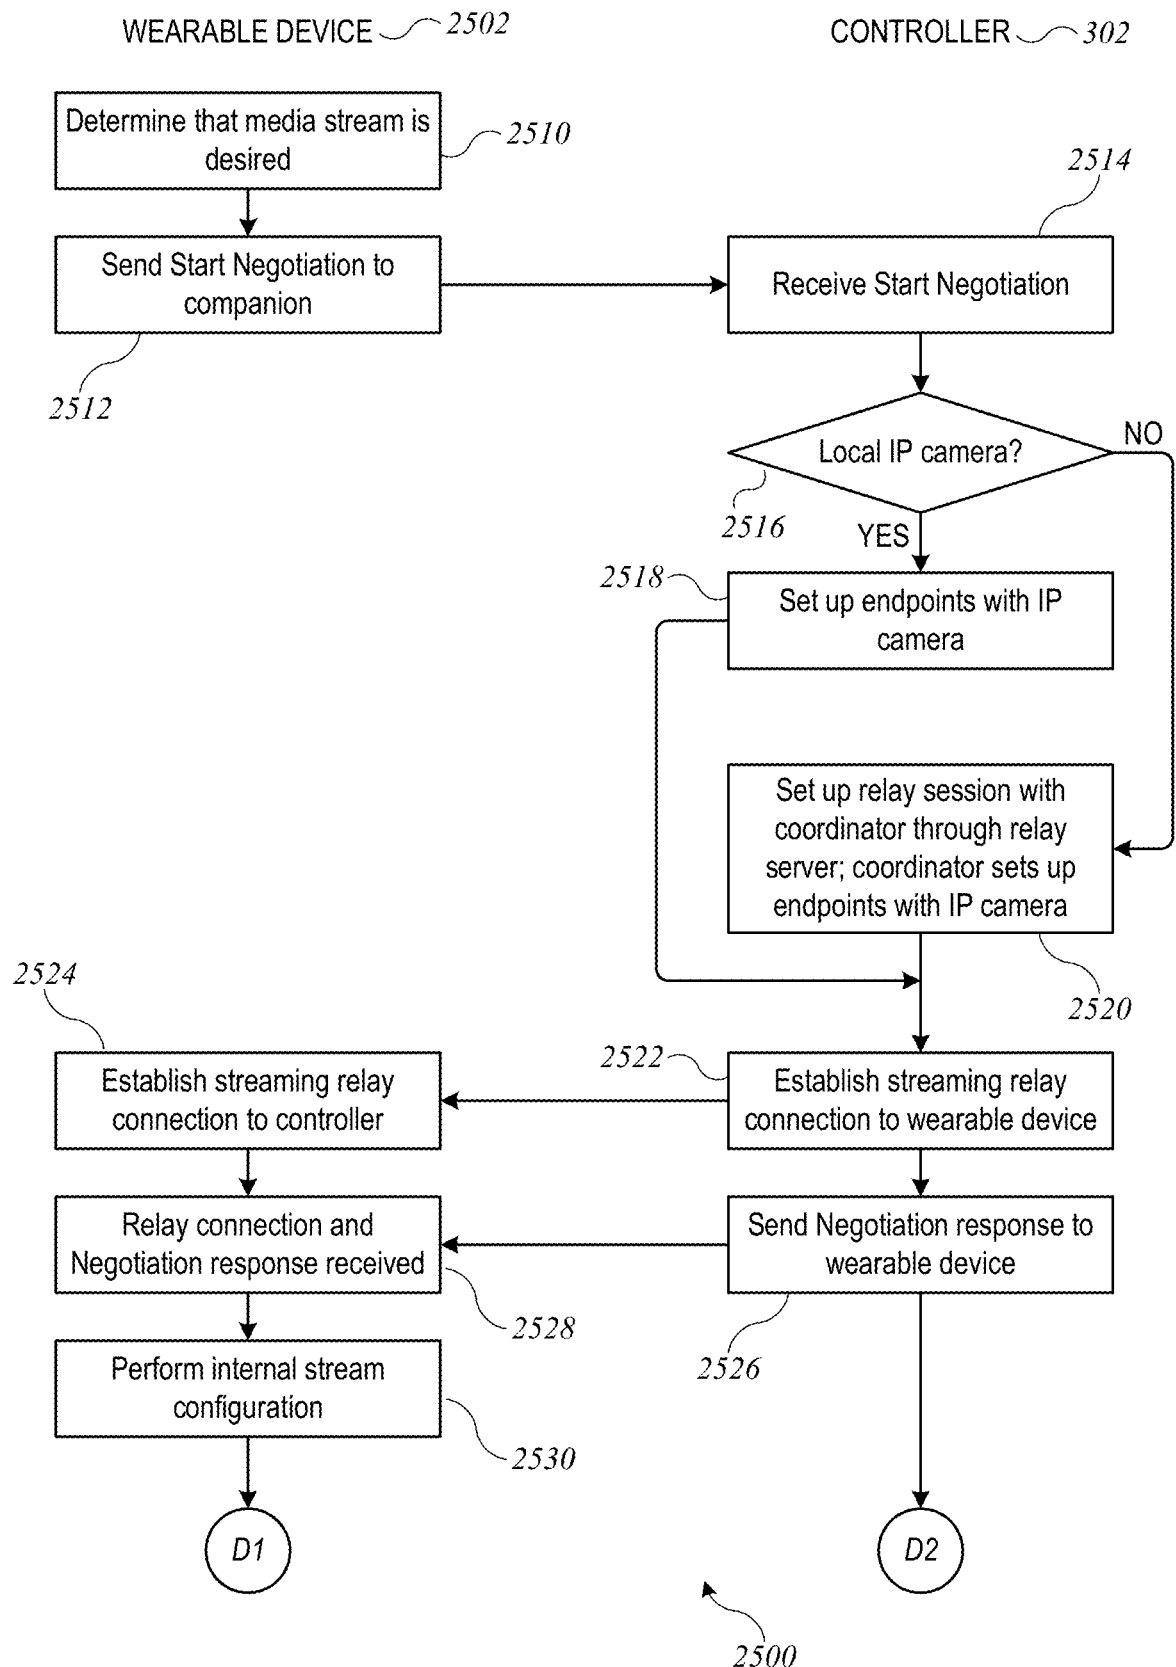 WEARABLE DEVICE 2502
CONTROLLER 302
Determine that media stream is
desired
2510
Send Start Negotiation to
companion
2512
2514
Receive Start Negotiation
Local IP camera?
NO
2516
YES
2518
Set up endpoints with IP
camera
Set up relay session with
coordinator through relay
server; coordinator sets up
endpoints with IP camera
2520
2524
Establish streaming relay
connection to controller
2522
Establish streaming relay
connection to wearable device
Relay connection and
Negotiation response received
2528
Send Negotiation response to
wearable device
2526
Perform internal stream
configuration
2530
D1
D2
2500